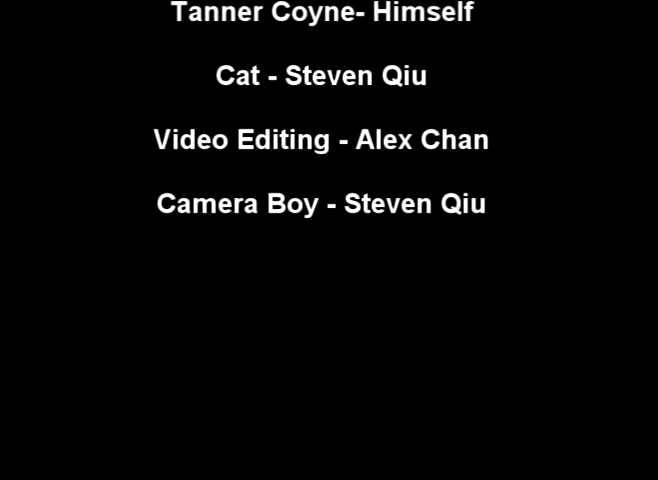 Tanner Coyne- Himself
Cat - Steven Qiu
Video Editing - Alex Chan
Camera Boy - Steven Qiu